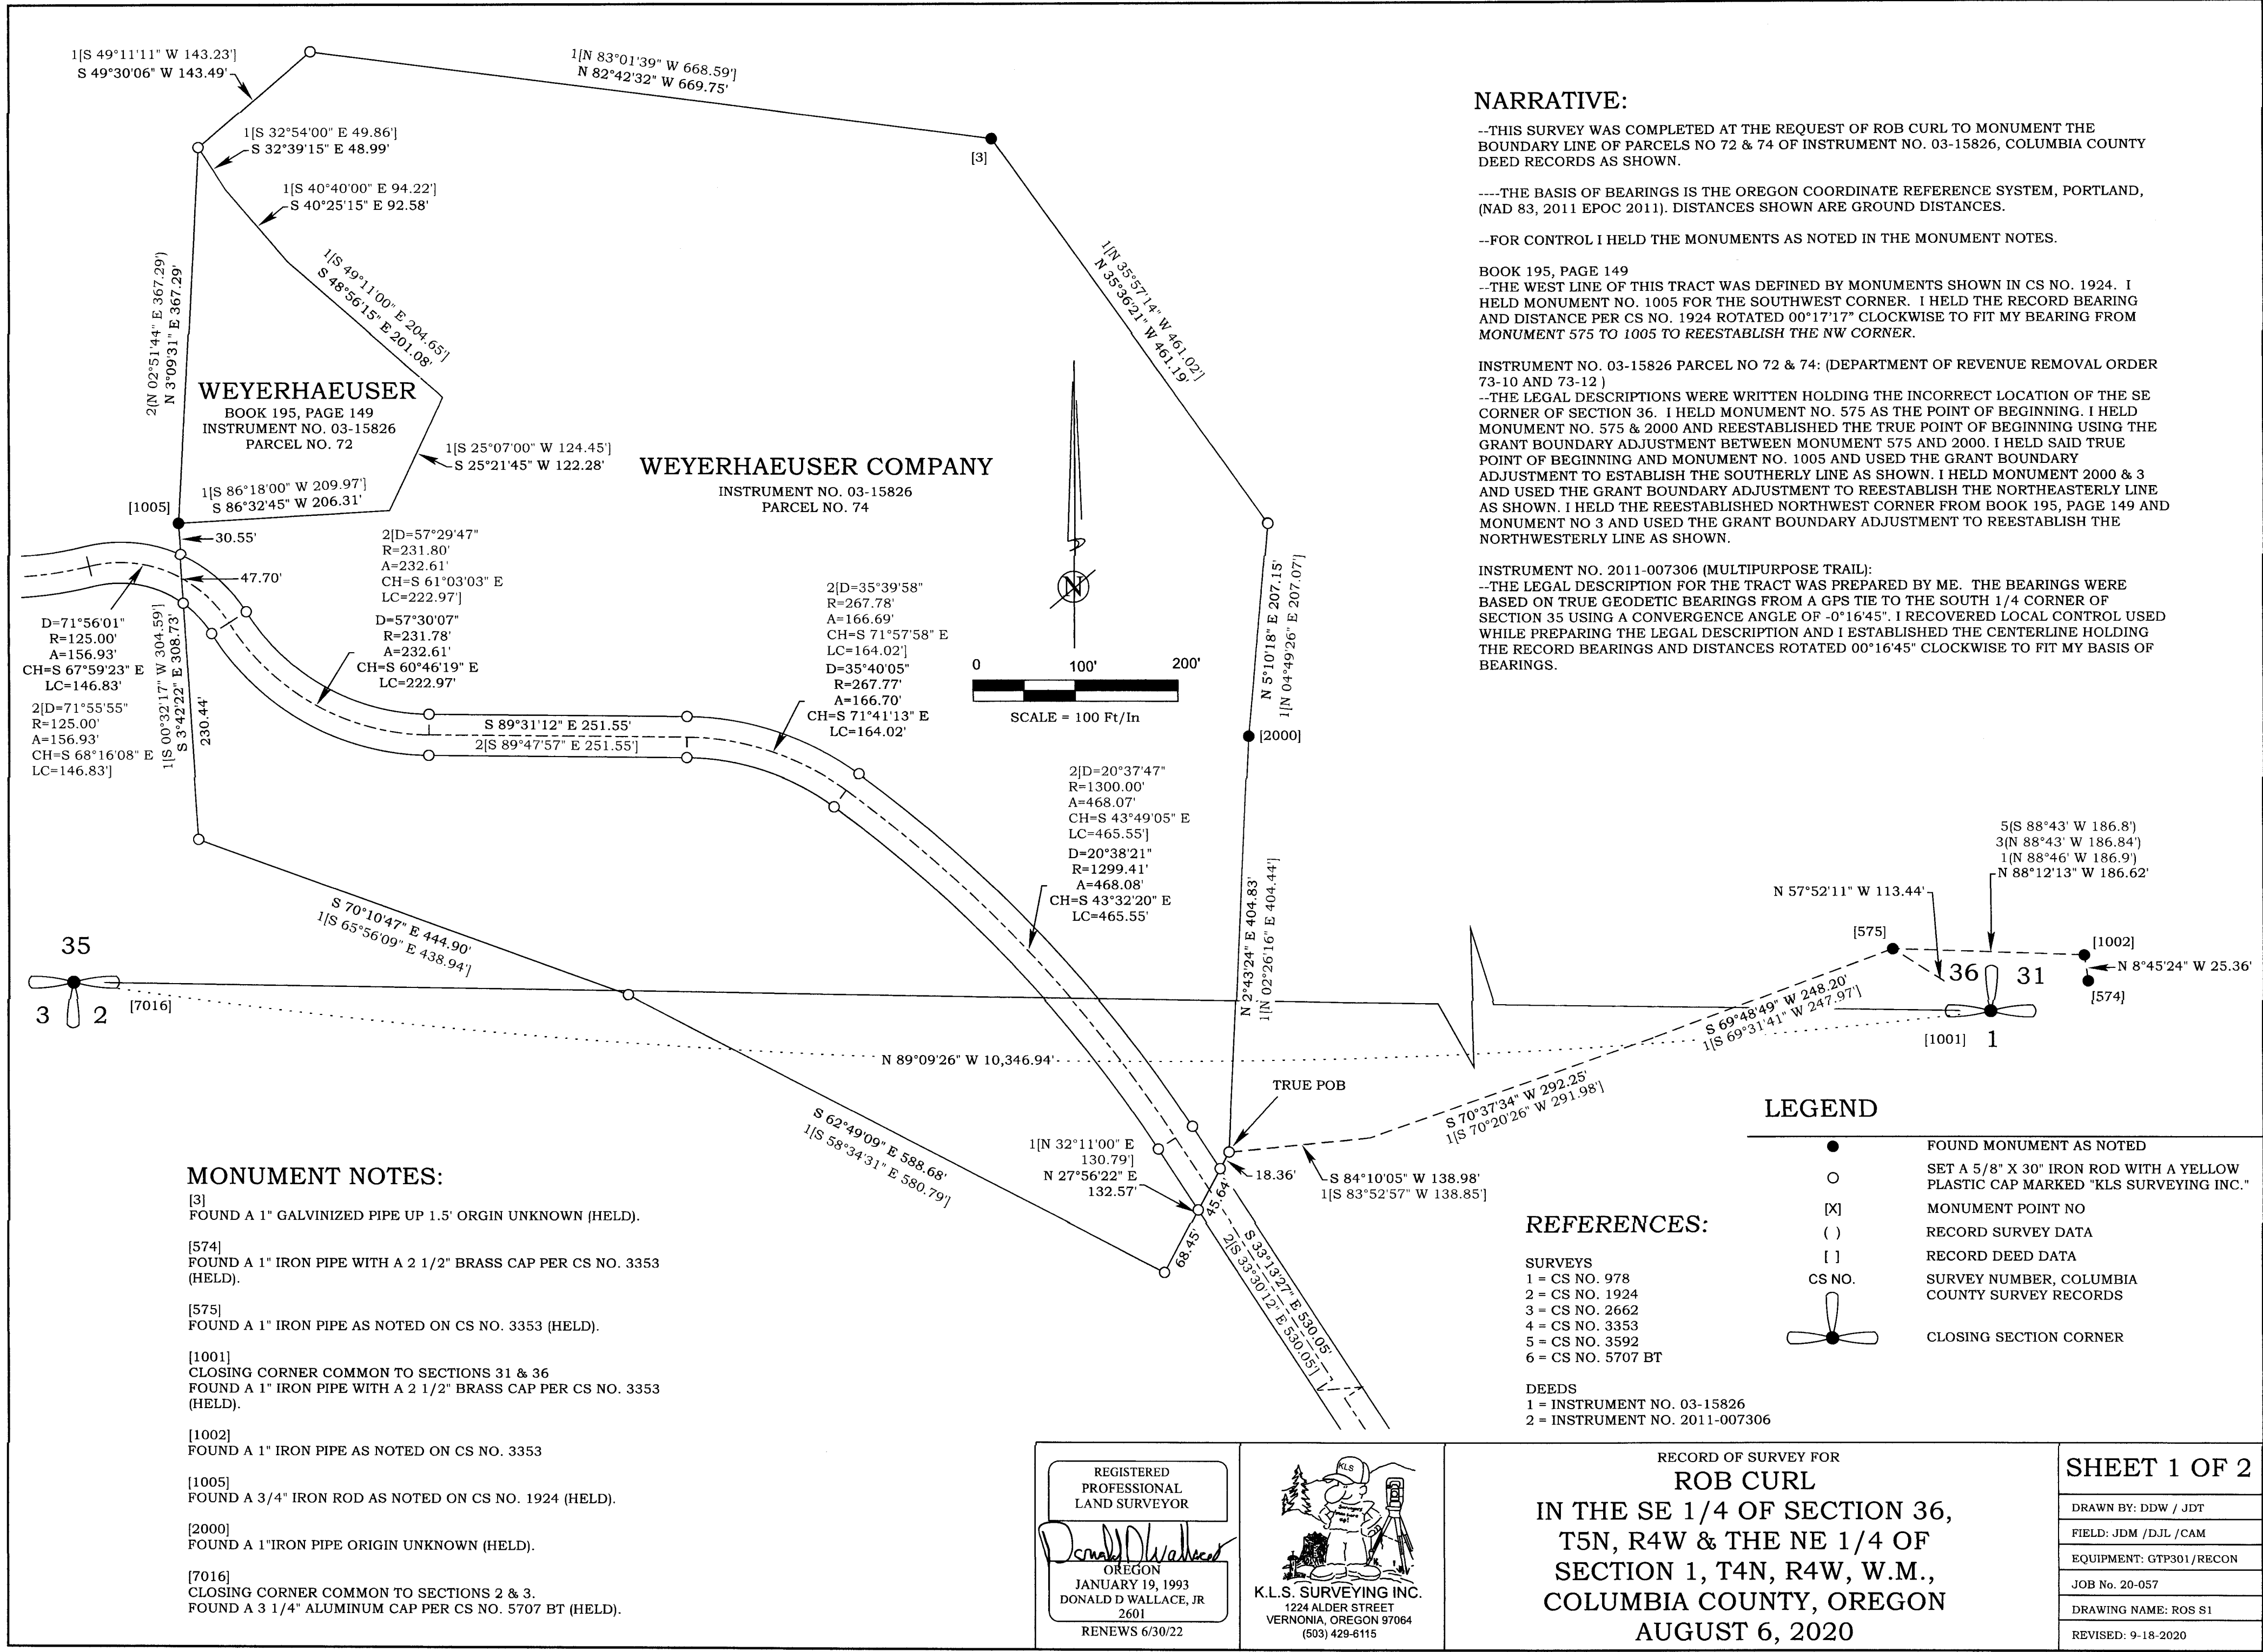 1[S 49°11'11" W 143.23']
S 49°30'06" W 143.49'
1[N 83°01'39" W 668.59']
N 82°42'32" W 669.75'
1[S 32°54'00" E 49.86']
S 32°39'15" E 48.99'
[3]
1[S 40°40'00" E 94.22']
S 40°25'15" E 92.58'
1[S 49°11'00" E 204.65']
S 48°56'15" E 201.08'
1[N 35°57'14" W 461.02']
N 35°36'21" W 461.19'
2(N 02°51'44" E 367.29')
N 3°09'31" E 367.29'
WEYERHAEUSER
BOOK 195, PAGE 149
INSTRUMENT NO. 03-15826
PARCEL NO. 72
1[S 25°07'00" W 124.45']
S 25°21'45" W 122.28'
WEYERHAEUSER COMPANY
INSTRUMENT NO. 03-15826
PARCEL NO. 74
1[S 86°18'00" W 209.97']
S 86°32'45" W 206.31'
[1005]
30.55'
47.70'
2[D=57°29'47"
R=231.80'
A=232.61'
CH=S 61°03'03" E
LC=222.97']
D=57°30'07"
R=231.78'
A=232.61'
CH=S 60°46'19" E
LC=222.97'
2[D=35°39'58"
R=267.78'
A=166.69'
CH=S 71°57'58" E
LC=164.02']
D=35°40'05"
R=267.77'
A=166.70'
CH=S 71°41'13" E
LC=164.02'
N
0 100' 200'
SCALE = 100 Ft/In
N 5°10'18" E 207.15'
1[N 04°49'26" E 207.07']
[2000]
D=71°56'01"
R=125.00'
A=156.93'
CH=S 67°59'23" E
LC=146.83'
2[D=71°55'55"
R=125.00'
A=156.93'
CH=S 68°16'08" E
LC=146.83']
1[S 00°32'17" W 304.59']
S 3°42'22" E 308.73'
230.44'
S 89°31'12" E 251.55'
2[S 89°47'57" E 251.55']
2[D=20°37'47"
R=1300.00'
A=468.07'
CH=S 43°49'05" E
LC=465.55']
D=20°38'21"
R=1299.41'
A=468.08'
CH=S 43°32'20" E
LC=465.55'
N 2°43'24" E 404.83'
1[N 02°26'16" E 404.44']
S 70°10'47" E 444.90'
1[S 65°56'09" E 438.94']
35
3 2
[7016]
N 89°09'26" W 10,346.94'
TRUE POB
S 62°49'09" E 588.68'
1[S 58°34'31" E 580.79']
1[N 32°11'00" E
130.79']
N 27°56'22" E
132.57'
18.36'
45.64'
68.45'
S 84°10'05" W 138.98'
1[S 83°52'57" W 138.85']
S 70°37'34" W 292.25'
1[S 70°20'26" W 291.98']
S 69°48'49" W 248.20'
1[S 69°31'41" W 247.97']
S 33°13'27" E 530.05'
2[S 33°30'12" E 530.05']
5(S 88°43' W 186.8')
3(N 88°43' W 186.84')
1(N 88°46' W 186.9')
N 88°12'13" W 186.62'
N 57°52'11" W 113.44'
[575]
[1002]
N 8°45'24" W 25.36'
[574]
36 31
[1001] 1
NARRATIVE:
--THIS SURVEY WAS COMPLETED AT THE REQUEST OF ROB CURL TO MONUMENT THE
BOUNDARY LINE OF PARCELS NO 72 & 74 OF INSTRUMENT NO. 03-15826, COLUMBIA COUNTY
DEED RECORDS AS SHOWN.
----THE BASIS OF BEARINGS IS THE OREGON COORDINATE REFERENCE SYSTEM, PORTLAND,
(NAD 83, 2011 EPOC 2011). DISTANCES SHOWN ARE GROUND DISTANCES.
--FOR CONTROL I HELD THE MONUMENTS AS NOTED IN THE MONUMENT NOTES.
BOOK 195, PAGE 149
--THE WEST LINE OF THIS TRACT WAS DEFINED BY MONUMENTS SHOWN IN CS NO. 1924. I
HELD MONUMENT NO. 1005 FOR THE SOUTHWEST CORNER. I HELD THE RECORD BEARING
AND DISTANCE PER CS NO. 1924 ROTATED 00°17'17" CLOCKWISE TO FIT MY BEARING FROM
MONUMENT 575 TO 1005 TO REESTABLISH THE NW CORNER.
INSTRUMENT NO. 03-15826 PARCEL NO 72 & 74: (DEPARTMENT OF REVENUE REMOVAL ORDER
73-10 AND 73-12 )
--THE LEGAL DESCRIPTIONS WERE WRITTEN HOLDING THE INCORRECT LOCATION OF THE SE
CORNER OF SECTION 36. I HELD MONUMENT NO. 575 AS THE POINT OF BEGINNING. I HELD
MONUMENT NO. 575 & 2000 AND REESTABLISHED THE TRUE POINT OF BEGINNING USING THE
GRANT BOUNDARY ADJUSTMENT BETWEEN MONUMENT 575 AND 2000. I HELD SAID TRUE
POINT OF BEGINNING AND MONUMENT NO. 1005 AND USED THE GRANT BOUNDARY
ADJUSTMENT TO ESTABLISH THE SOUTHERLY LINE AS SHOWN. I HELD MONUMENT 2000 & 3
AND USED THE GRANT BOUNDARY ADJUSTMENT TO REESTABLISH THE NORTHEASTERLY LINE
AS SHOWN. I HELD THE REESTABLISHED NORTHWEST CORNER FROM BOOK 195, PAGE 149 AND
MONUMENT NO 3 AND USED THE GRANT BOUNDARY ADJUSTMENT TO REESTABLISH THE
NORTHWESTERLY LINE AS SHOWN.
INSTRUMENT NO. 2011-007306 (MULTIPURPOSE TRAIL):
--THE LEGAL DESCRIPTION FOR THE TRACT WAS PREPARED BY ME. THE BEARINGS WERE
BASED ON TRUE GEODETIC BEARINGS FROM A GPS TIE TO THE SOUTH 1/4 CORNER OF
SECTION 35 USING A CONVERGENCE ANGLE OF -0°16'45". I RECOVERED LOCAL CONTROL USED
WHILE PREPARING THE LEGAL DESCRIPTION AND I ESTABLISHED THE CENTERLINE HOLDING
THE RECORD BEARINGS AND DISTANCES ROTATED 00°16'45" CLOCKWISE TO FIT MY BASIS OF
BEARINGS.
LEGEND
FOUND MONUMENT AS NOTED
SET A 5/8" X 30" IRON ROD WITH A YELLOW
PLASTIC CAP MARKED "KLS SURVEYING INC."
[X] MONUMENT POINT NO
( ) RECORD SURVEY DATA
[ ] RECORD DEED DATA
CS NO. SURVEY NUMBER, COLUMBIA
COUNTY SURVEY RECORDS
CLOSING SECTION CORNER
REFERENCES:
SURVEYS
1 = CS NO. 978
2 = CS NO. 1924
3 = CS NO. 2662
4 = CS NO. 3353
5 = CS NO. 3592
6 = CS NO. 5707 BT
DEEDS
1 = INSTRUMENT NO. 03-15826
2 = INSTRUMENT NO. 2011-007306
MONUMENT NOTES:
[3]
FOUND A 1" GALVINIZED PIPE UP 1.5' ORGIN UNKNOWN (HELD).
[574]
FOUND A 1" IRON PIPE WITH A 2 1/2" BRASS CAP PER CS NO. 3353
(HELD).
[575]
FOUND A 1" IRON PIPE AS NOTED ON CS NO. 3353 (HELD).
[1001]
CLOSING CORNER COMMON TO SECTIONS 31 & 36
FOUND A 1" IRON PIPE WITH A 2 1/2" BRASS CAP PER CS NO. 3353
(HELD).
[1002]
FOUND A 1" IRON PIPE AS NOTED ON CS NO. 3353
[1005]
FOUND A 3/4" IRON ROD AS NOTED ON CS NO. 1924 (HELD).
[2000]
FOUND A 1"IRON PIPE ORIGIN UNKNOWN (HELD).
[7016]
CLOSING CORNER COMMON TO SECTIONS 2 & 3.
FOUND A 3 1/4" ALUMINUM CAP PER CS NO. 5707 BT (HELD).
REGISTERED
PROFESSIONAL
LAND SURVEYOR
Donald D Wallace
OREGON
JANUARY 19, 1993
DONALD D WALLACE, JR
2601
RENEWS 6/30/22
KLS
K.L.S. SURVEYING INC.
1224 ALDER STREET
VERNONIA, OREGON 97064
(503) 429-6115
RECORD OF SURVEY FOR
ROB CURL
IN THE SE 1/4 OF SECTION 36,
T5N, R4W & THE NE 1/4 OF
SECTION 1, T4N, R4W, W.M.,
COLUMBIA COUNTY, OREGON
AUGUST 6, 2020
SHEET 1 OF 2
DRAWN BY: DDW / JDT
FIELD: JDM /DJL /CAM
EQUIPMENT: GTP301/RECON
JOB No. 20-057
DRAWING NAME: ROS S1
REVISED: 9-18-2020